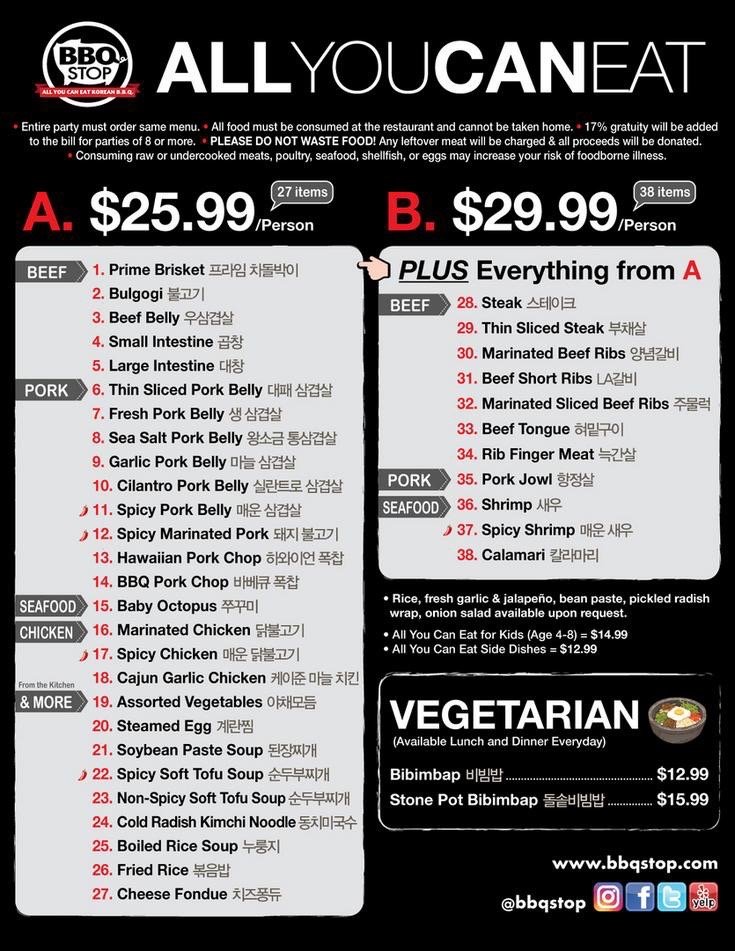 BBQ
STOP
ALL YOU CAN EAT KOREAN B.B.Q.
ALLYOUCANEAT
• Entire party must order same menu. • All food must be consumed at the restaurant and cannot be taken home. • 17% gratuity will be added
to the bill for parties of 8 or more. • PLEASE DO NOT WASTE FOOD! Any leftover meat will be charged & all proceeds will be donated.
• Consuming raw or undercooked meats, poultry, seafood, shellfish, or eggs may increase your risk of foodborne illness.
A. $25.99/Person
27 items
BEEF
1. Prime Brisket 프라임 차돌박이
2. Bulgogi 불고기
3. Beef Belly 우삼겹살
4. Small Intestine 곱창
5. Large Intestine 대창
PORK
6. Thin Sliced Pork Belly 대패 삼겹살
7. Fresh Pork Belly 생 삼겹살
8. Sea Salt Pork Belly 왕소금 통삼겹살
9. Garlic Pork Belly 마늘 삼겹살
10. Cilantro Pork Belly 실란트로 삼겹살
11. Spicy Pork Belly 매운 삼겹살
12. Spicy Marinated Pork 돼지 불고기
13. Hawaiian Pork Chop 하와이언 폭찹
14. BBQ Pork Chop 바베큐 폭찹
SEAFOOD
15. Baby Octopus 쭈꾸미
CHICKEN
16. Marinated Chicken 닭불고기
17. Spicy Chicken 매운 닭불고기
18. Cajun Garlic Chicken 케이준 마늘 치킨
From the Kitchen
& MORE
19. Assorted Vegetables 야채모듬
20. Steamed Egg 계란찜
21. Soybean Paste Soup 된장찌개
22. Spicy Soft Tofu Soup 순두부찌개
23. Non-Spicy Soft Tofu Soup 순두부찌개
24. Cold Radish Kimchi Noodle 동치미국수
25. Boiled Rice Soup 누룽지
26. Fried Rice 볶음밥
27. Cheese Fondue 치즈퐁듀
B. $29.99/Person
38 items
PLUS Everything from A
BEEF
28. Steak 스테이크
29. Thin Sliced Steak 부채살
30. Marinated Beef Ribs 양념갈비
31. Beef Short Ribs LA갈비
32. Marinated Sliced Beef Ribs 주물럭
33. Beef Tongue 혀밑구이
34. Rib Finger Meat 늑간살
PORK
35. Pork Jowl 항정살
SEAFOOD
36. Shrimp 새우
37. Spicy Shrimp 매운 새우
38. Calamari 칼라마리
• Rice, fresh garlic & jalapeño, bean paste, pickled radish
wrap, onion salad available upon request.
• All You Can Eat for Kids (Age 4-8) = $14.99
• All You Can Eat Side Dishes = $12.99
VEGETARIAN
(Available Lunch and Dinner Everyday)
Bibimbap 비빔밥 ........ $12.99
Stone Pot Bibimbap 돌솥비빔밥 ........ $15.99
www.bbqstop.com
@bbqstop
yelp